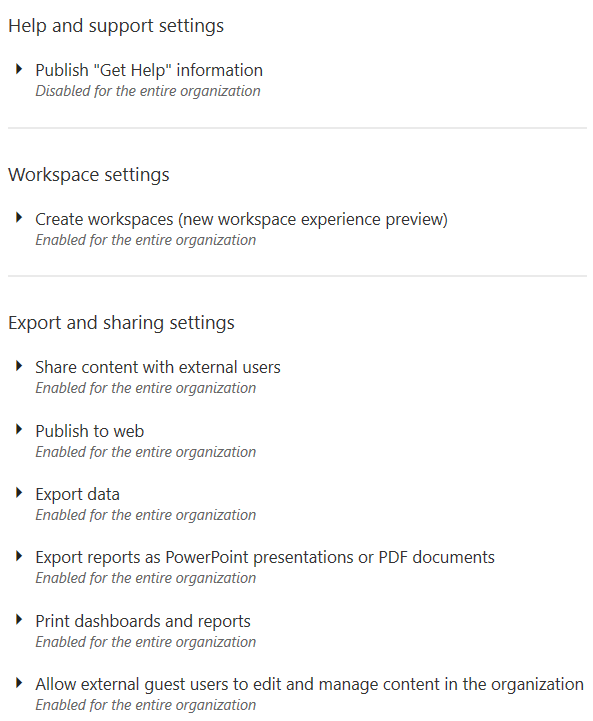 Help and support settings
Publish "Get Help" information
Disabled for the entire organization
Workspace settings
Create workspaces (new workspace experience preview)
Enabled for the entire organization
Export and sharing settings
Share content with external users
Enabled for the entire organization
Publish to web
Enabled for the entire organization
Export data
Enabled for the entire organization
Export reports as PowerPoint presentations or PDF documents
Enabled for the entire organization
Print dashboards and reports
Enabled for the entire organization
Allow external guest users to edit and manage content in the organization
Enabled for the entire organization